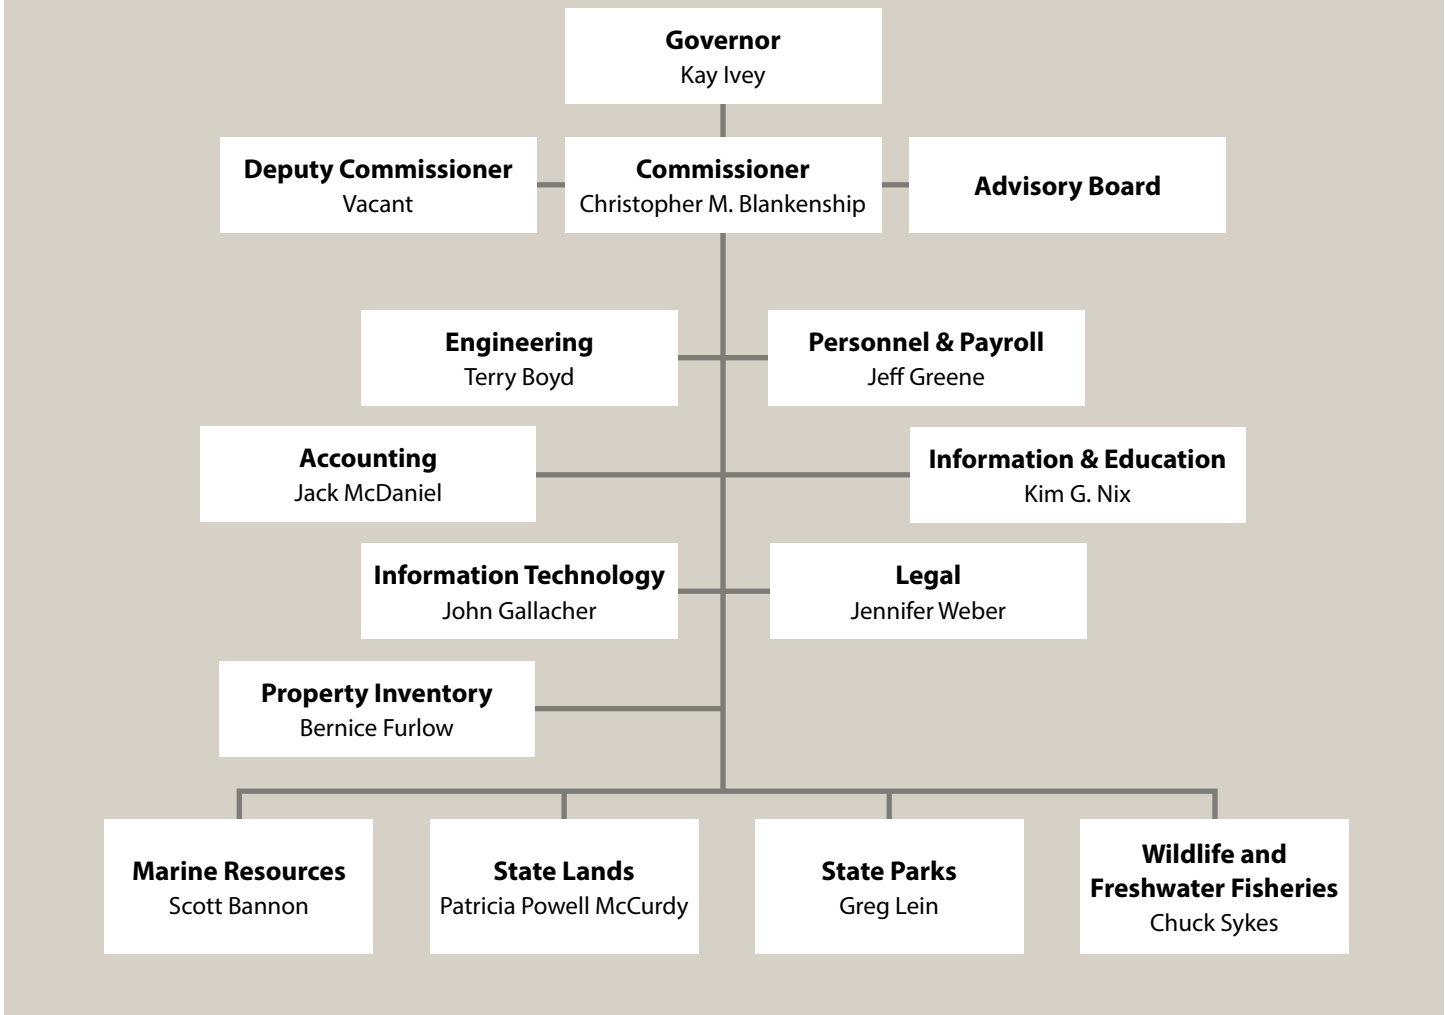 Governor
Kay Ivey
Deputy Commissioner
Vacant
Commissioner
Christopher M. Blankenship
Advisory Board
Engineering
Terry Boyd
Personnel & Payroll
Jeff Greene
Accounting
Jack McDaniel
Information & Education
Kim G. Nix
Information Technology
John Gallacher
Legal
Jennifer Weber
Property Inventory
Bernice Furlow
Marine Resources
Scott Bannon
State Lands
Patricia Powell McCurdy
State Parks
Greg Lein
Wildlife and
Freshwater Fisheries
Chuck Sykes